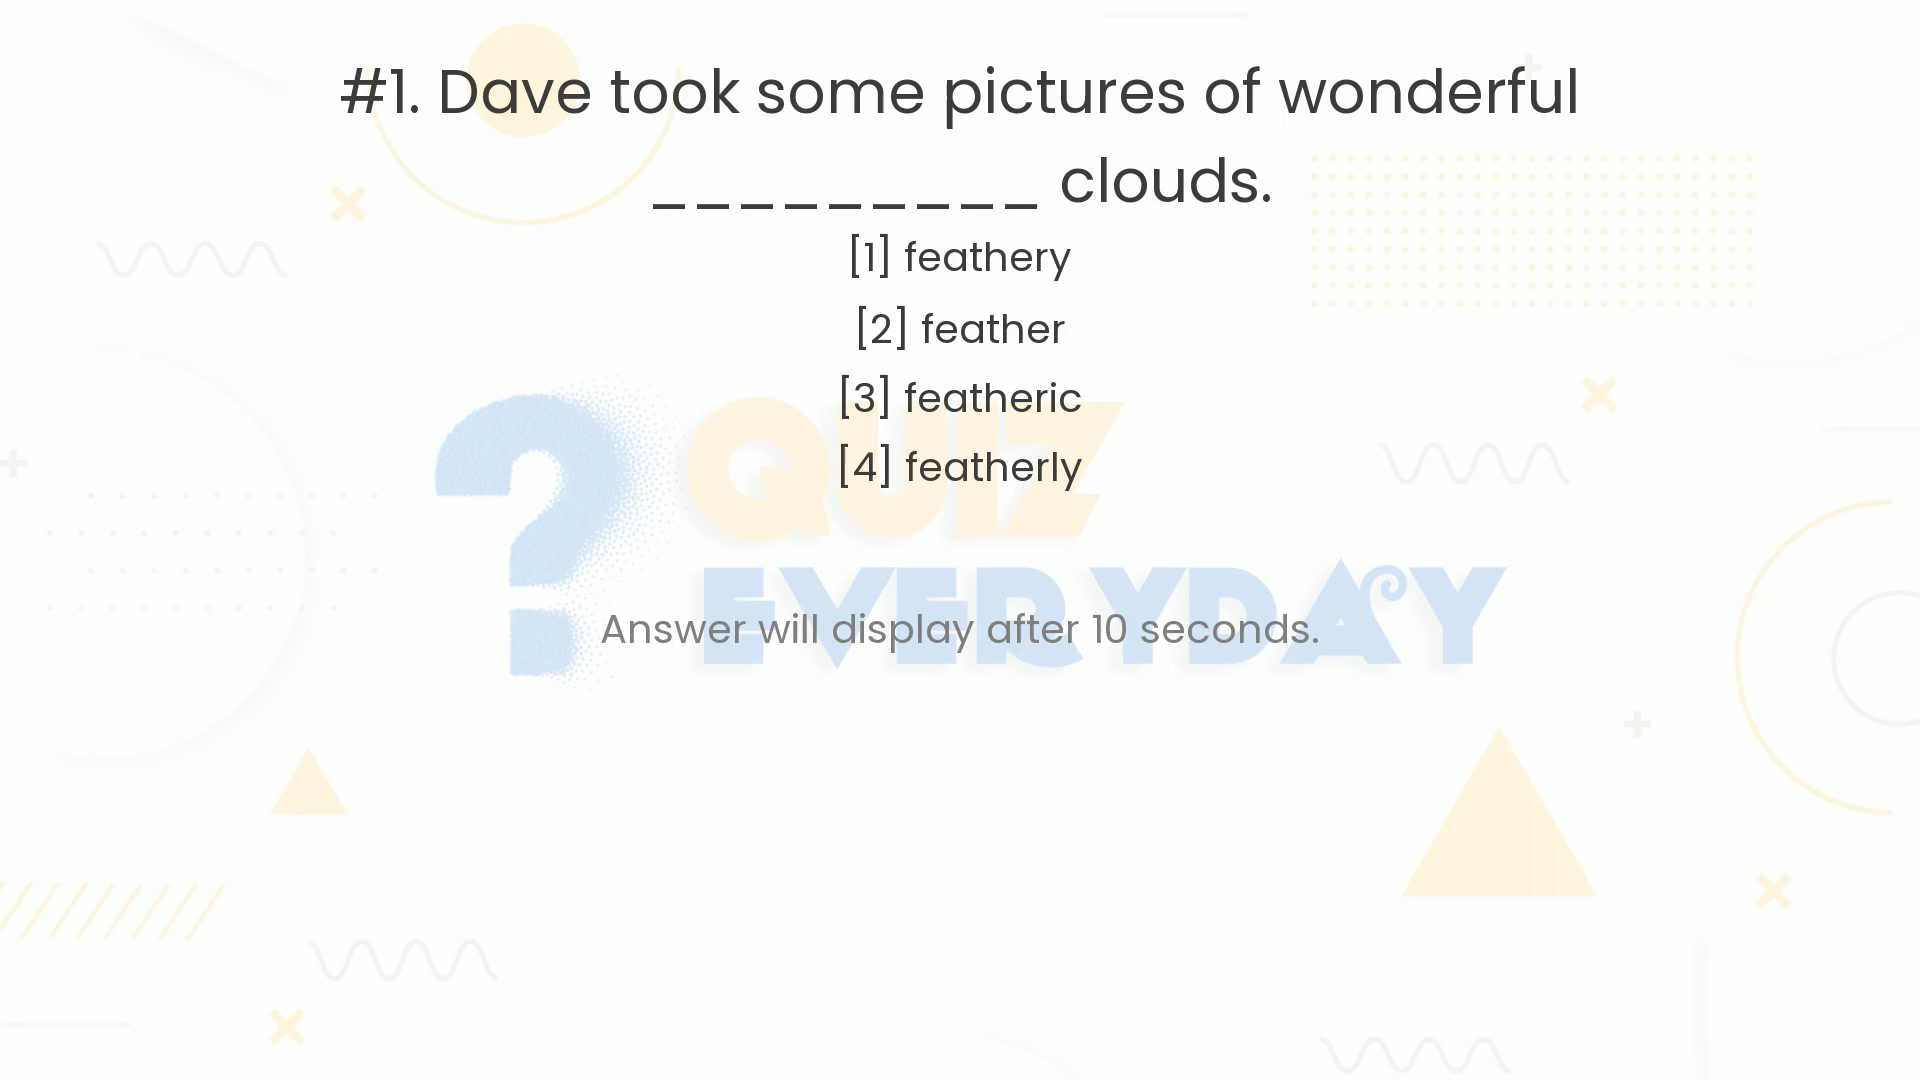 #1. Dave took some pictures of wonderful
_________ clouds.
[1] feathery
[2] feather
[3] featheric
[4] featherly
QUIZ
EVERYDAY
Answer will display after 10 seconds.